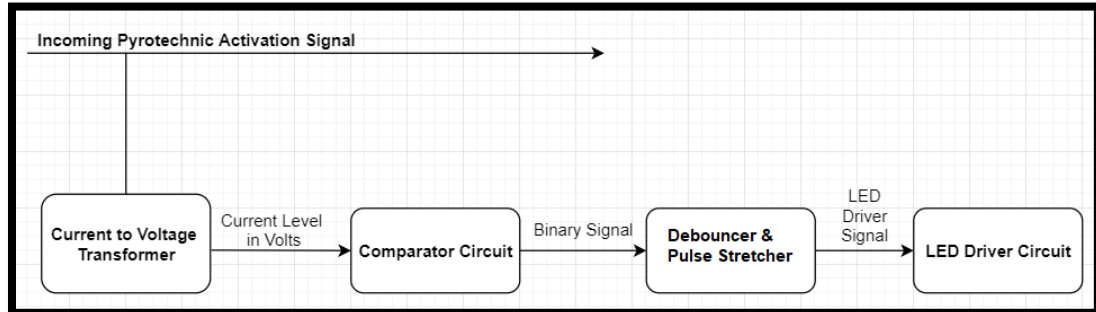 Incoming Pyrotechnic Activation Signal
Current to Voltage
Transformer
Current Level
in Volts
Comparator Circuit
Binary Signal
Debouncer &
Pulse Stretcher
LED
Driver
Signal
LED Driver Circuit